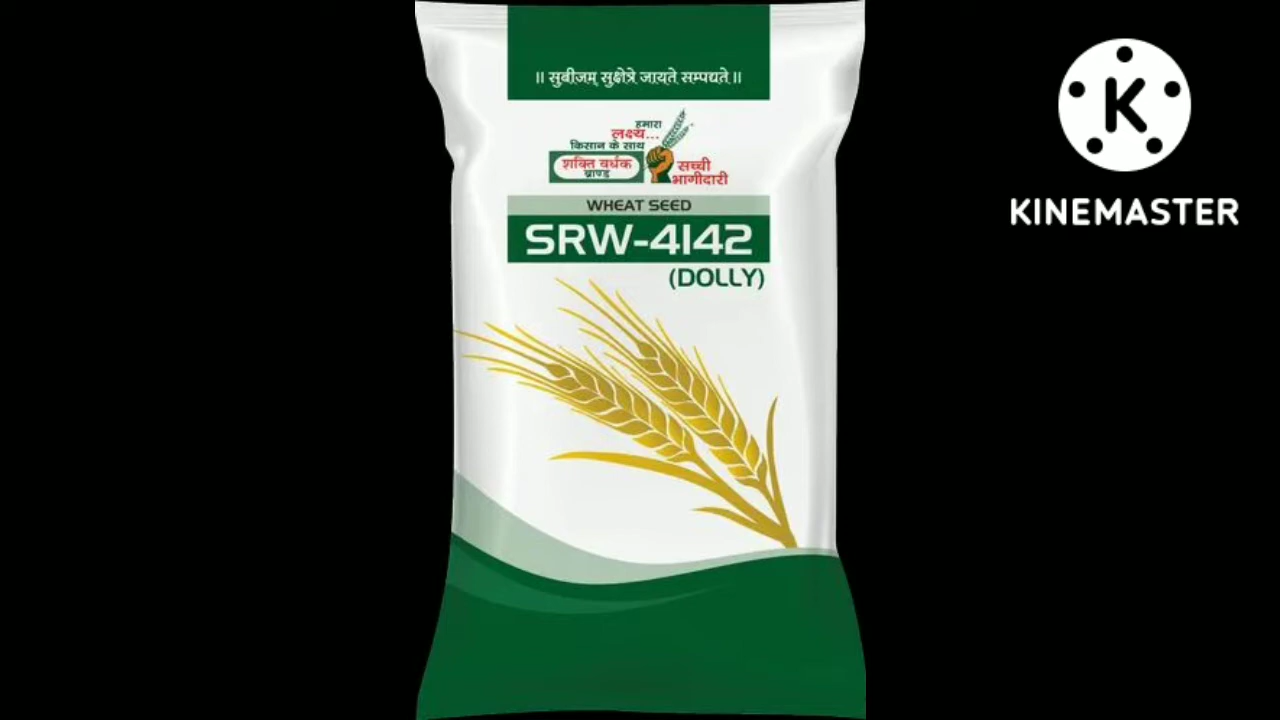 ॥ सुबीजम् सुक्षेत्रे जायते सम्पद्यते ॥
हमारा
लक्ष्य...
किसान के साथ
शक्ति वर्धक
ब्राण्ड
सच्ची
भागीदारी
WHEAT SEED
SRW-4142
(DOLLY)
K
KINEMASTER